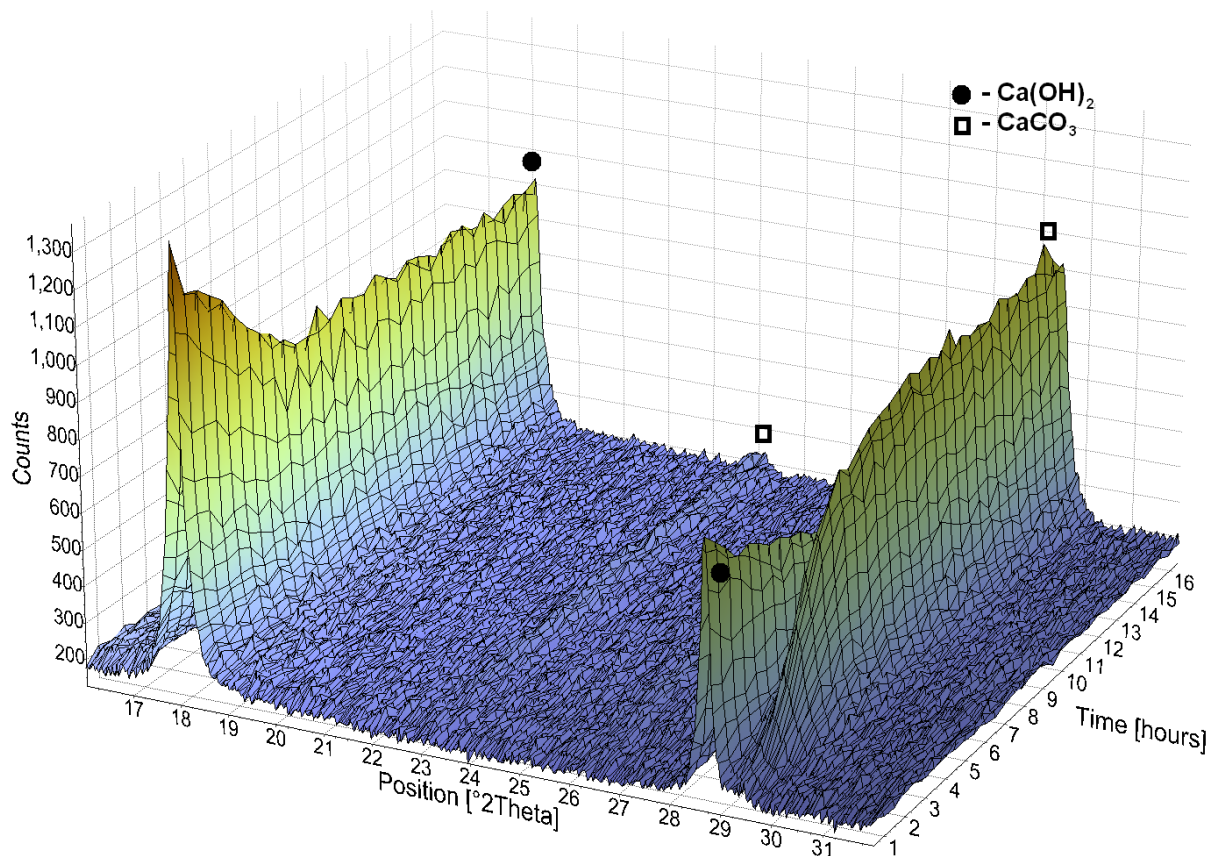 ● - Ca(OH)₂
□ - CaCO₃
1,300
1,200
1,100
1,000
900
800
700
600
500
400
300
200
Counts
17 18 19 20 21 22 23 24 25 26 27 28 29 30 31
Position [°2Theta]
1 2 3 4 5 6 7 8 9 10 11 12 13 14 15 16
Time [hours]